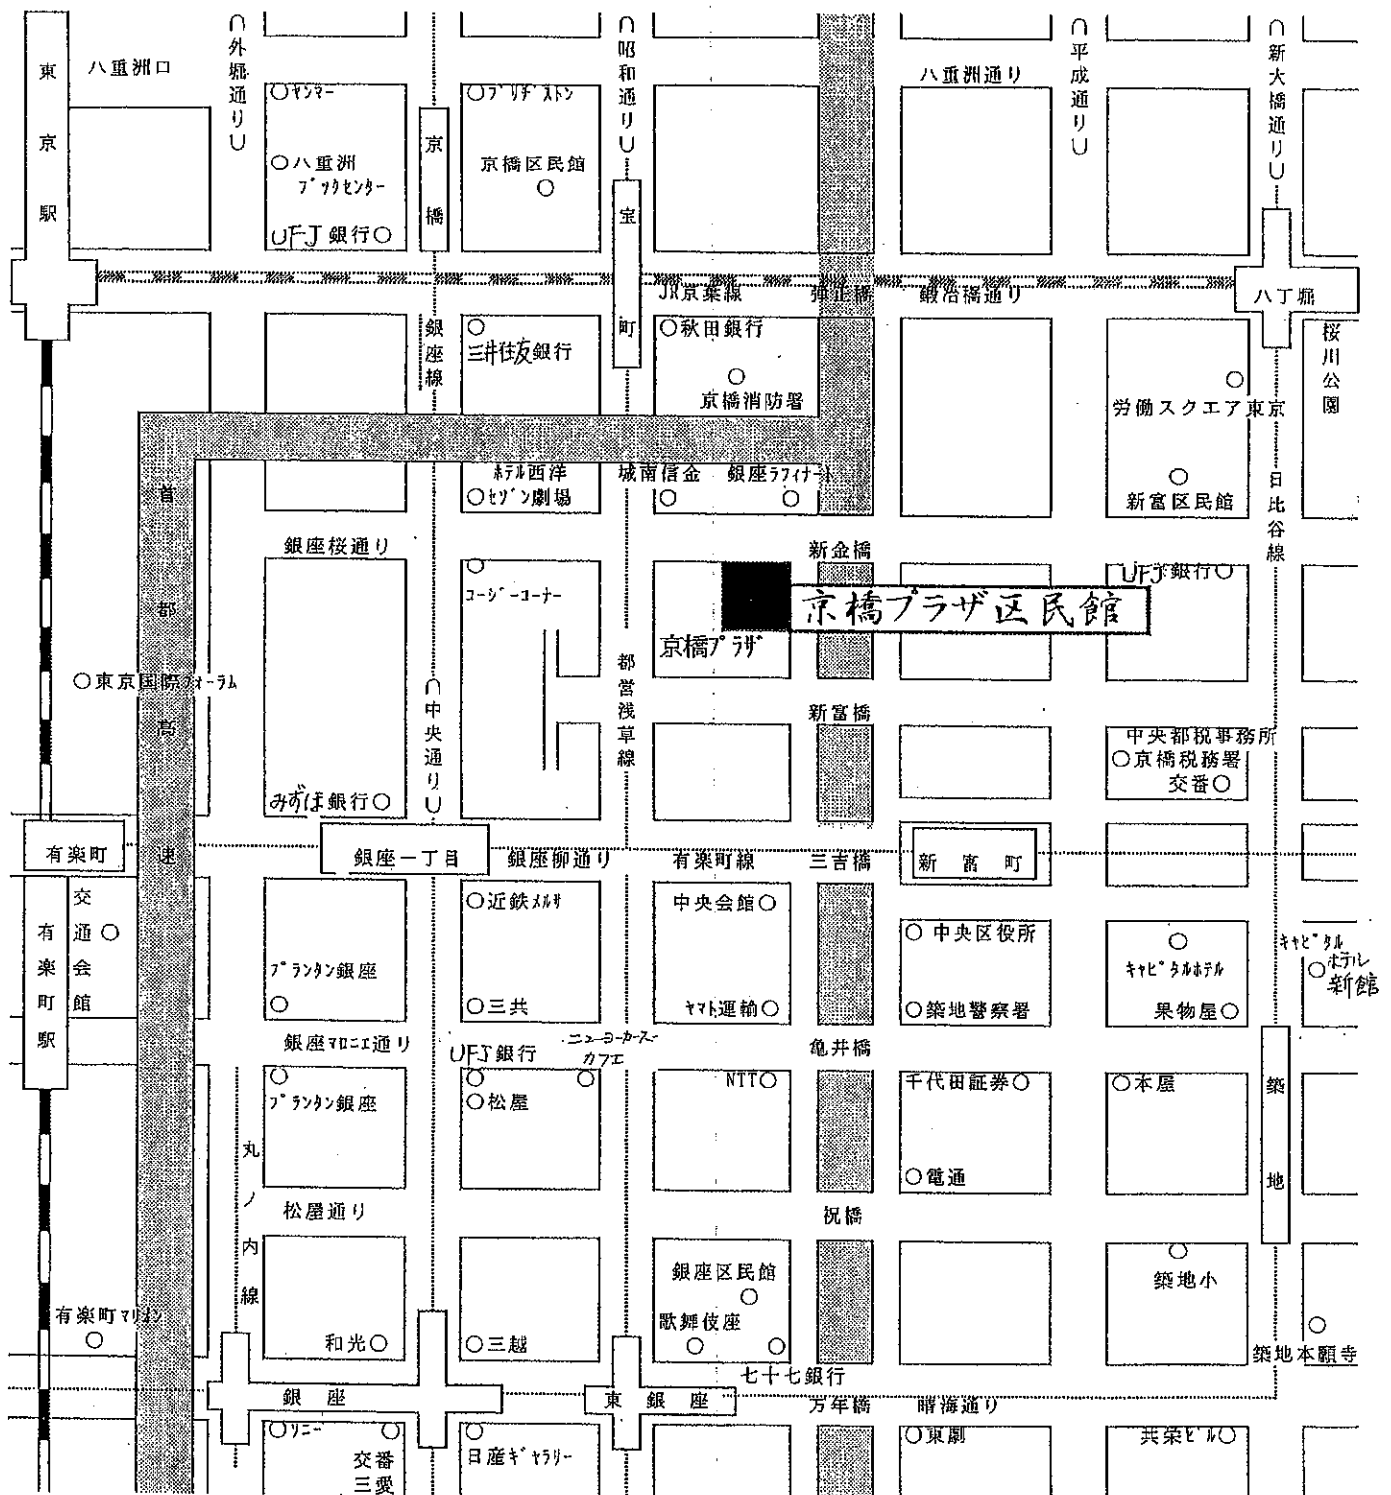 東京駅
八重洲口
⊂外堀通り⊃
⊂昭和通り⊃
八重洲通り
⊂平成通り⊃
⊂新大橋通り⊃
ヤンマー
八重洲
ブックセンター
UFJ銀行
京橋
ブリヂストン
京橋区民館
宝町
JR京葉線
弾正橋
鍛冶橋通り
八丁堀
銀座線
三井住友銀行
秋田銀行
京橋消防署
労働スクエア東京
桜川公園
首都高速
ホテル西洋
セゾン劇場
城南信金
銀座ラフィナート
新富区民館
日比谷線
銀座桜通り
コージーコーナー
新金橋
UFJ銀行
京橋プラザ区民館
京橋プラザ
都営浅草線
東京国際フォーラム
⊂中央通り⊃
新富橋
中央都税事務所
京橋税務署
交番
みずほ銀行
有楽町
銀座一丁目
銀座柳通り
有楽町線
三吉橋
新富町
交通会館
有楽町駅
近鉄メルサ
中央会館
中央区役所
キャピタルホテル
キャピタル
ホテル
新館
プランタン銀座
三共
ヤマト運輸
築地警察署
果物屋
銀座マロニエ通り
UFJ銀行
ニューヨーカーズ
カフェ
亀井橋
プランタン銀座
松屋
NTT
千代田証券
本屋
築地
丸ノ内線
電通
松屋通り
祝橋
銀座区民館
築地小
有楽町マリオン
和光
三越
歌舞伎座
築地本願寺
七十七銀行
銀座
東銀座
万年橋
晴海通り
ソニー
交番
三愛
日産ギャラリー
東劇
共栄ビル